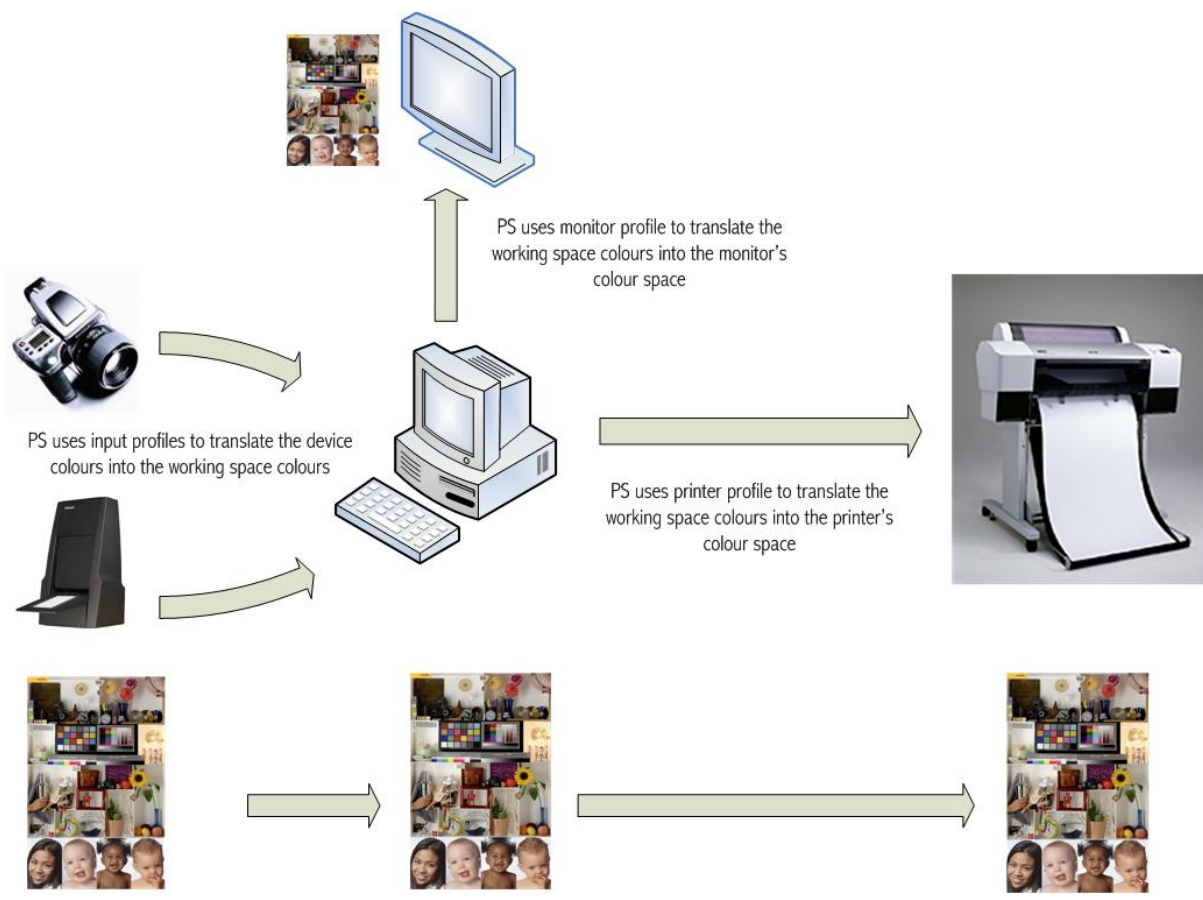 PS uses monitor profile to translate the
working space colours into the monitor's
colour space
PS uses input profiles to translate the device
colours into the working space colours
PS uses printer profile to translate the
working space colours into the printer's
colour space